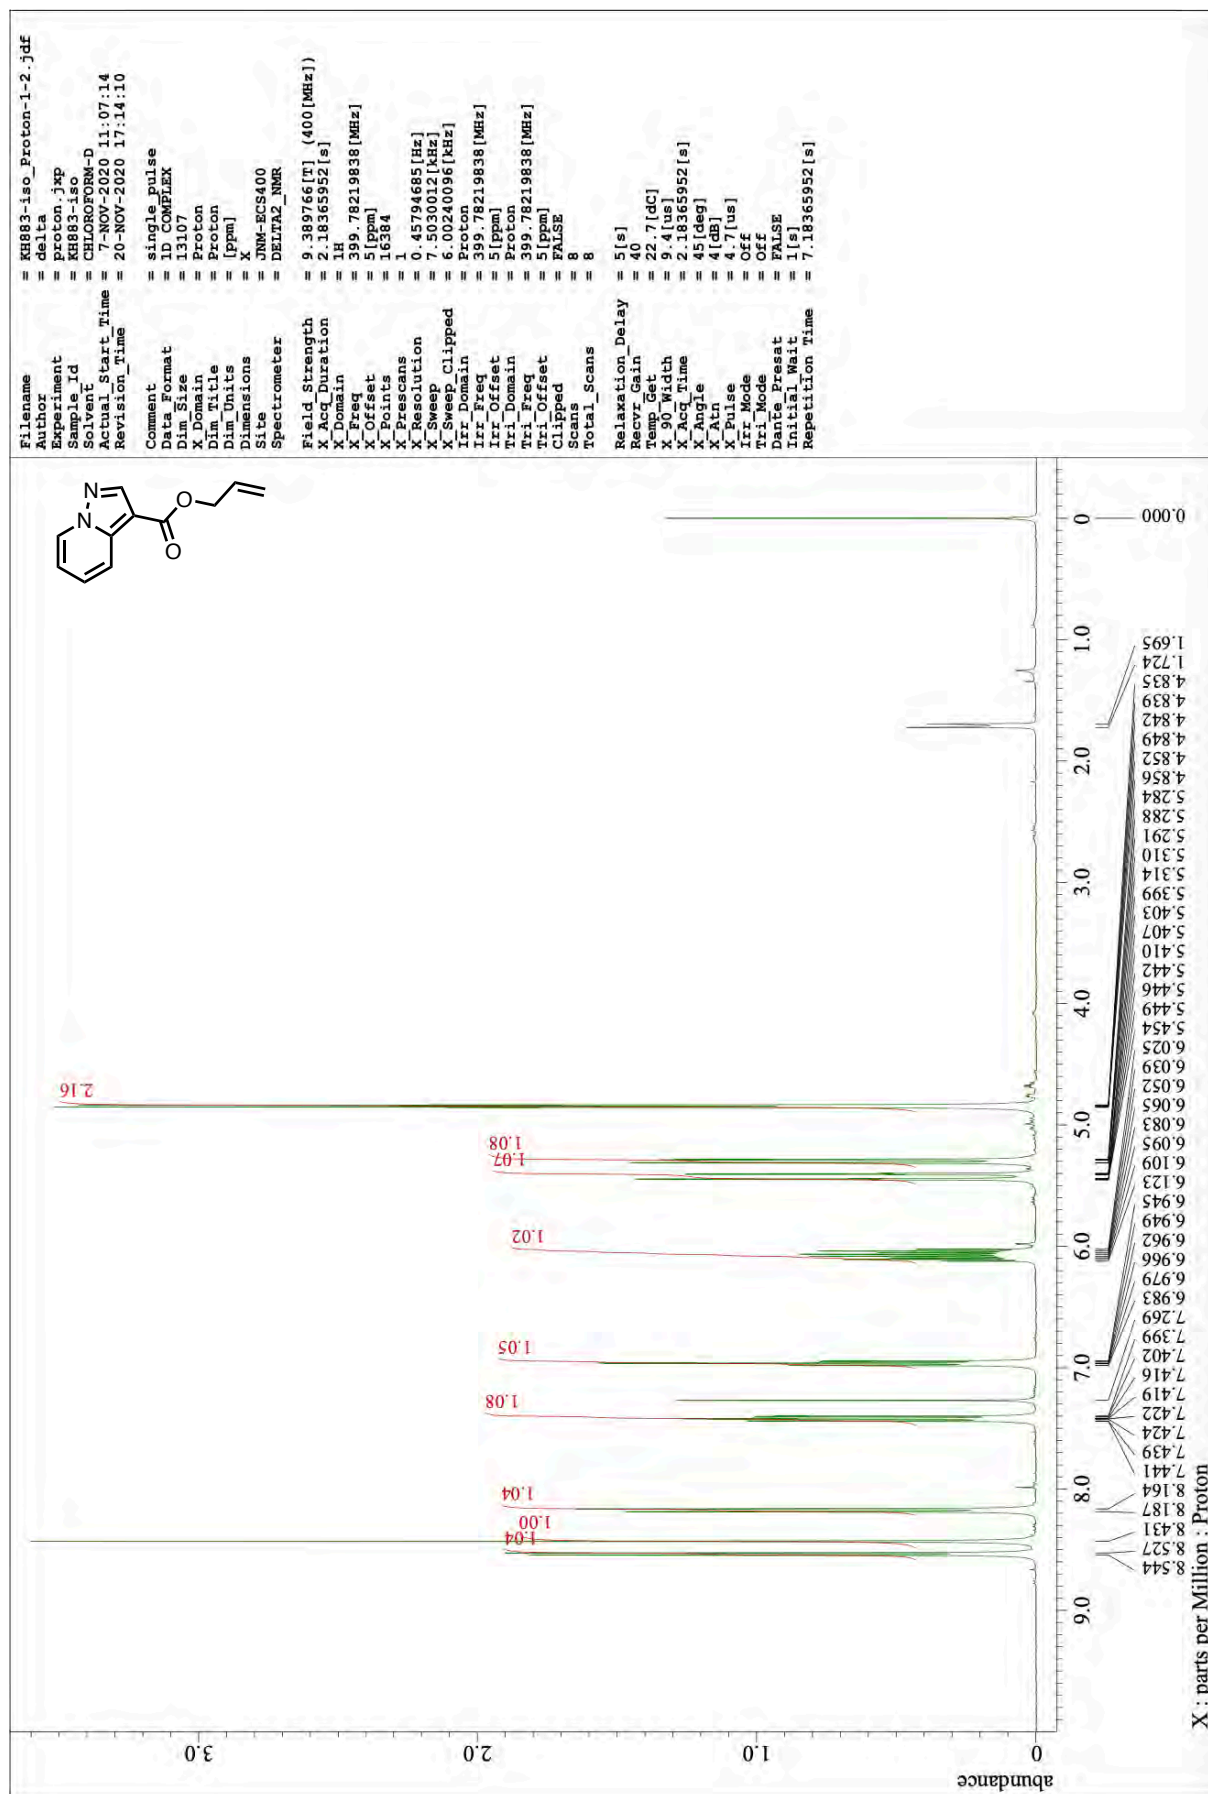 Filename = KH883-iso_Proton-1-2.jdf
Author = delta
Experiment = proton.jxp
Sample_Id = KH883-iso
Solvent = CHLOROFORM-D
Actual_Start_Time = 7-NOV-2020 11:07:14
Revision_Time = 20-NOV-2020 17:14:10
Comment = single_pulse
Data_Format = 1D COMPLEX
Dim_Size = 13107
X_Domain = Proton
Dim_Title = Proton
Dim_Units = [ppm]
Dimensions = X
Site = JNM-ECS400
Spectrometer = DELTA2_NMR
Field_Strength = 9.389766[T] (400[MHz])
X_Acq_Duration = 2.18365952[s]
X_Domain = 1H
X_Freq = 399.78219838[MHz]
X_Offset = 5[ppm]
X_Points = 16384
X_Prescans = 1
X_Resolution = 0.45794685[Hz]
X_Sweep = 7.5030012[kHz]
X_Sweep_Clipped = 6.00240096[kHz]
Irr_Domain = Proton
Irr_Freq = 399.78219838[MHz]
Irr_Offset = 5[ppm]
Tri_Domain = Proton
Tri_Freq = 399.78219838[MHz]
Tri_Offset = 5[ppm]
Clipped = FALSE
Scans = 8
Total_Scans = 8
Relaxation_Delay = 5[s]
Recvr_Gain = 40
Temp_Get = 22.7[dC]
X_90_Width = 9.4[us]
X_Acq_Time = 2.18365952[s]
X_Angle = 45[deg]
X_Atn = 4[dB]
X_Pulse = 4.7[us]
Irr_Mode = Off
Tri_Mode = Off
Dante_Presat = FALSE
Initial_Wait = 1[s]
Repetition_Time = 7.18365952[s]
N
N
O
O
abundance
3.0
2.0
1.0
0
1.04
1.00
1.04
1.08
1.05
1.02
1.07
1.08
2.16
9.0
8.0
7.0
6.0
5.0
4.0
3.0
2.0
1.0
0
8.544
8.527
8.431
8.187
8.164
7.441
7.439
7.424
7.422
7.419
7.416
7.402
7.399
7.269
6.983
6.979
6.966
6.962
6.949
6.945
6.123
6.109
6.095
6.083
6.065
6.052
6.039
6.025
5.454
5.449
5.446
5.442
5.410
5.407
5.403
5.399
5.314
5.310
5.291
5.288
5.284
4.856
4.852
4.849
4.842
4.839
4.835
1.724
1.695
0.000
X : parts per Million : Proton